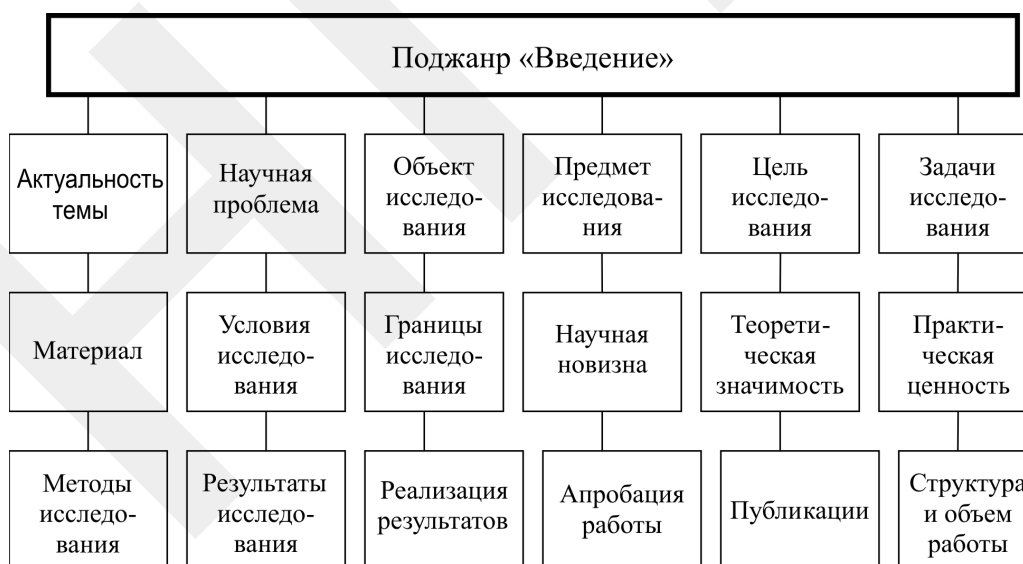 Поджанр «Введение»
Актуальность
темы
Научная
проблема
Объект
исследо-
вания
Предмет
исследова-
ния
Цель
исследо-
вания
Задачи
исследо-
вания
Материал
Условия
исследо-
вания
Границы
исследо-
вания
Научная
новизна
Теорети-
ческая
значимость
Практи-
ческая
ценность
Методы
исследо-
вания
Результаты
исследо-
вания
Реализация
результатов
Апробация
работы
Публикации
Структура
и объем
работы